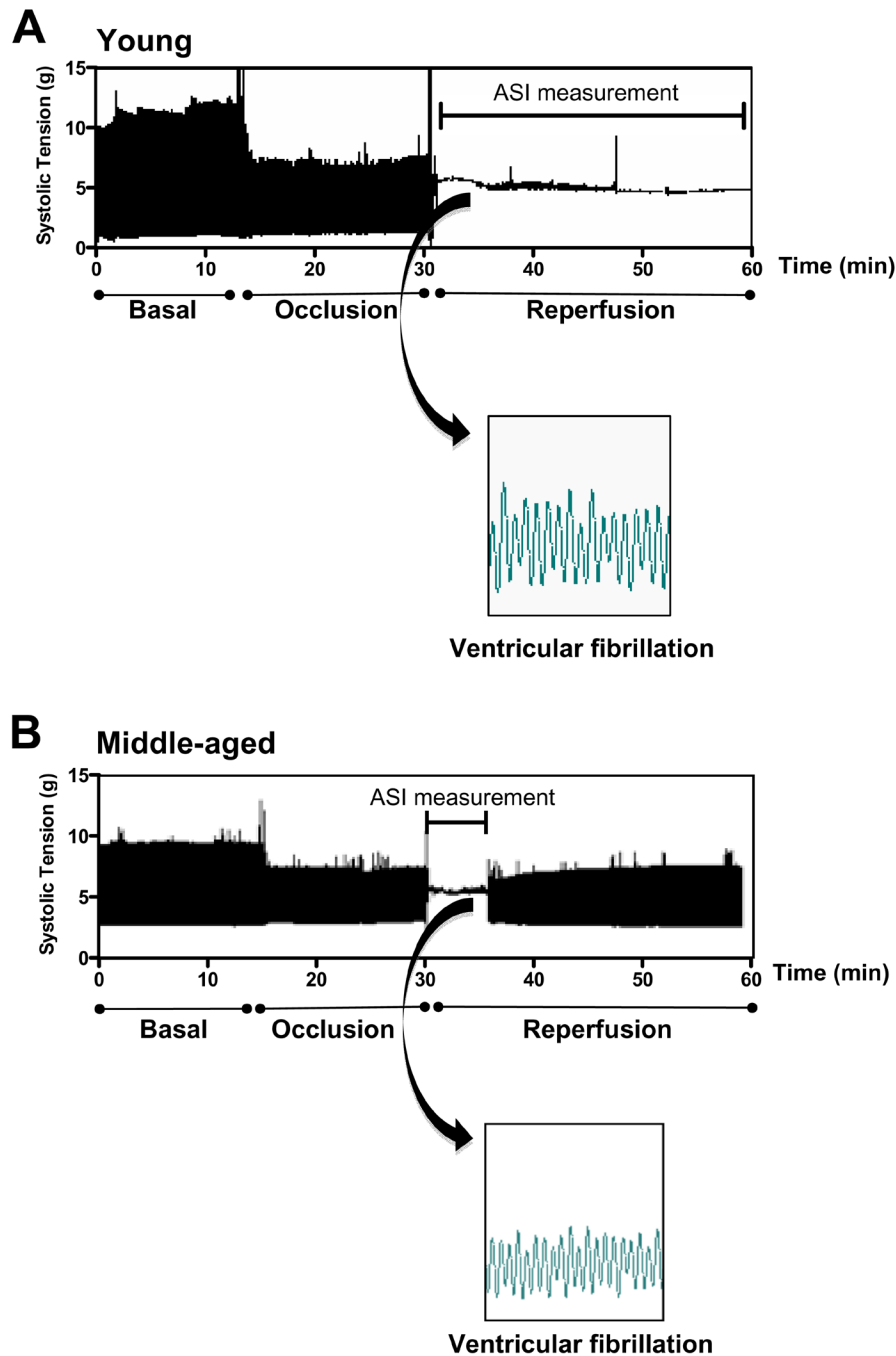 A
Young
Systolic Tension (g)
15
10
5
0
ASI measurement
0 10 20 30 40 50 60 Time (min)
Basal Occlusion Reperfusion
Ventricular fibrillation
B
Middle-aged
Systolic Tension (g)
15
10
5
0
ASI measurement
0 10 20 30 40 50 60 Time (min)
Basal Occlusion Reperfusion
Ventricular fibrillation